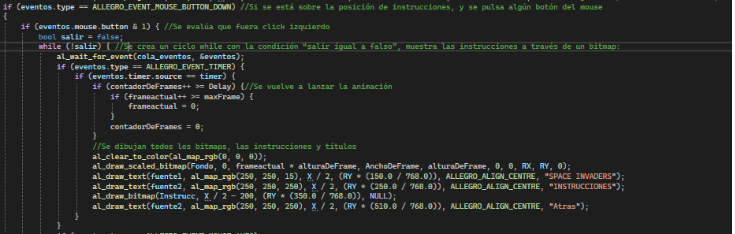 if (eventos.type == ALLEGRO_EVENT_MOUSE_BUTTON_DOWN) //Si se está sobre la posición de instrucciones, y se pulsa algún botón del mouse
{
if (eventos.mouse.button & 1) { //Se evalúa que fuera click izquierdo
bool salir = false;
while (!salir) { //Se crea un ciclo while con la condición "salir igual a falso", muestra las instrucciones a través de un bitmap:
al_wait_for_event(cola_eventos, &eventos);
if (eventos.type == ALLEGRO_EVENT_TIMER) {
if (eventos.timer.source == timer) {
if (contadorDeFrames++ >= Delay) {//Se vuelve a lanzar la animación
if (frameactual++ >= maxFrame) {
frameactual = 0;
}
contadorDeFrames = 0;
}
//Se dibujan todos los bitmaps, las instrucciones y títulos
al_clear_to_color(al_map_rgb(0, 0, 0));
al_draw_scaled_bitmap(Fondo, 0, frameactual * alturaDeFrame, AnchoDeFrame, alturaDeFrame, 0, 0, RX, RY, 0);
al_draw_text(fuente1, al_map_rgb(250, 250, 15), X / 2, (RY * (150.0 / 768.0)), ALLEGRO_ALIGN_CENTRE, "SPACE INVADERS");
al_draw_text(fuente2, al_map_rgb(250, 250, 250), X / 2, (RY * (250.0 / 768.0)), ALLEGRO_ALIGN_CENTRE, "INSTRUCCIONES");
al_draw_bitmap(Instrucc, X / 2 - 200, (RY * (350.0 / 768.0)), NULL);
al_draw_text(fuente2, al_map_rgb(250, 250, 250), X / 2, (RY * (510.0 / 768.0)), ALLEGRO_ALIGN_CENTRE, "Atras");
}
}